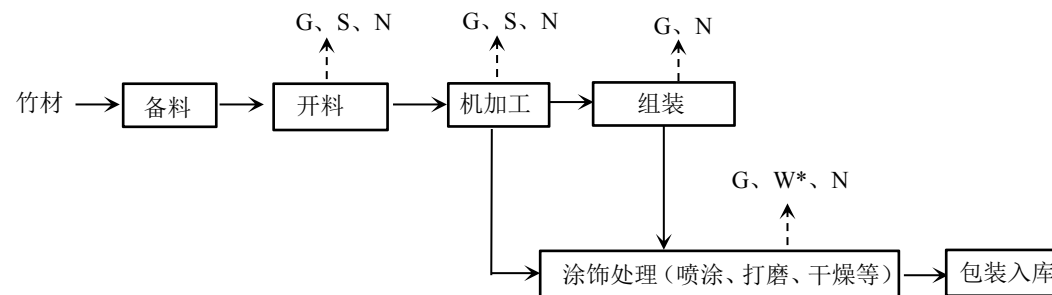 G、S、N
G、S、N
G、N
竹材
备料
开料
机加工
组装
G、W*、N
涂饰处理（喷涂、打磨、干燥等）
包装入库